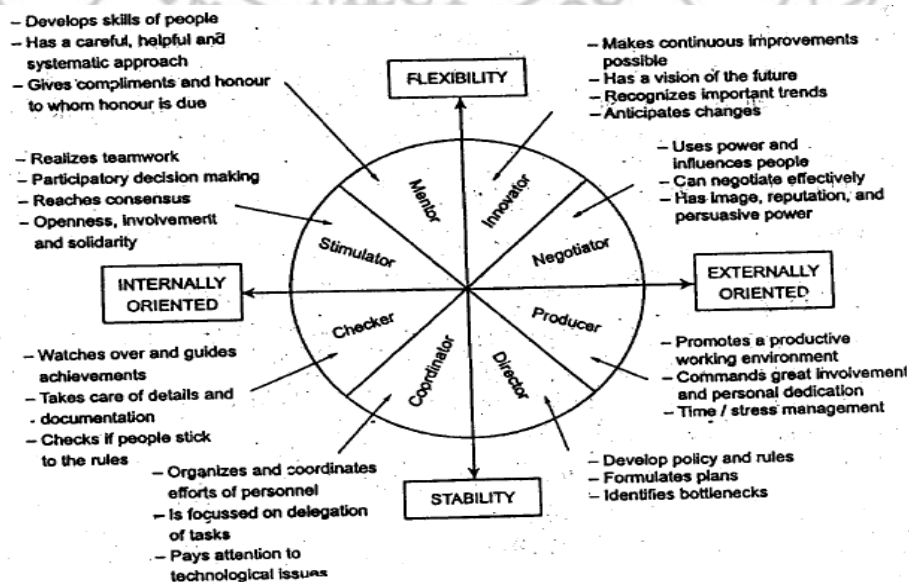 – Develops skills of people
– Has a careful, helpful and
systematic approach
– Gives compliments and honour
to whom honour is due
FLEXIBILITY
– Makes continuous improvements
possible
– Has a vision of the future
– Recognizes important trends
– Anticipates changes
– Realizes teamwork
– Participatory decision making
– Reaches consensus
– Openness, involvement
and solidarity
– Uses power and
influences people
– Can negotiate effectively
– Has image, reputation, and
persuasive power
Mentor
Innovator
Stimulator
Negotiator
INTERNALLY
ORIENTED
EXTERNALLY
ORIENTED
Checker
Producer
Coordinator
Director
– Watches over and guides
achievements
– Takes care of details and
documentation
– Checks if people stick
to the rules
– Promotes a productive
working environment
– Commands great involvement
and personal dedication
– Time / stress management
– Organizes and coordinates
efforts of personnel
– Is focussed on delegation
of tasks
– Pays attention to
technological issues
STABILITY
– Develop policy and rules
– Formulates plans
– Identifies bottlenecks